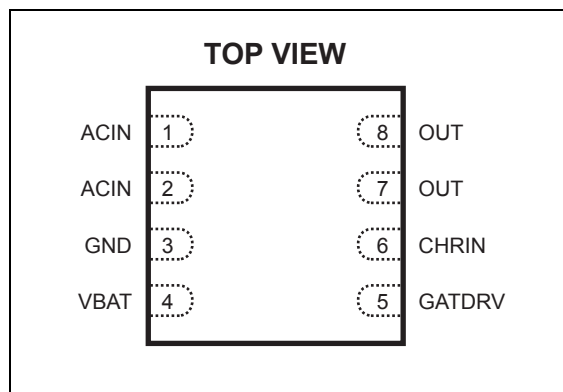 TOP VIEW
ACIN 1 8 OUT
ACIN 2 7 OUT
GND 3 6 CHRIN
VBAT 4 5 GATDRV